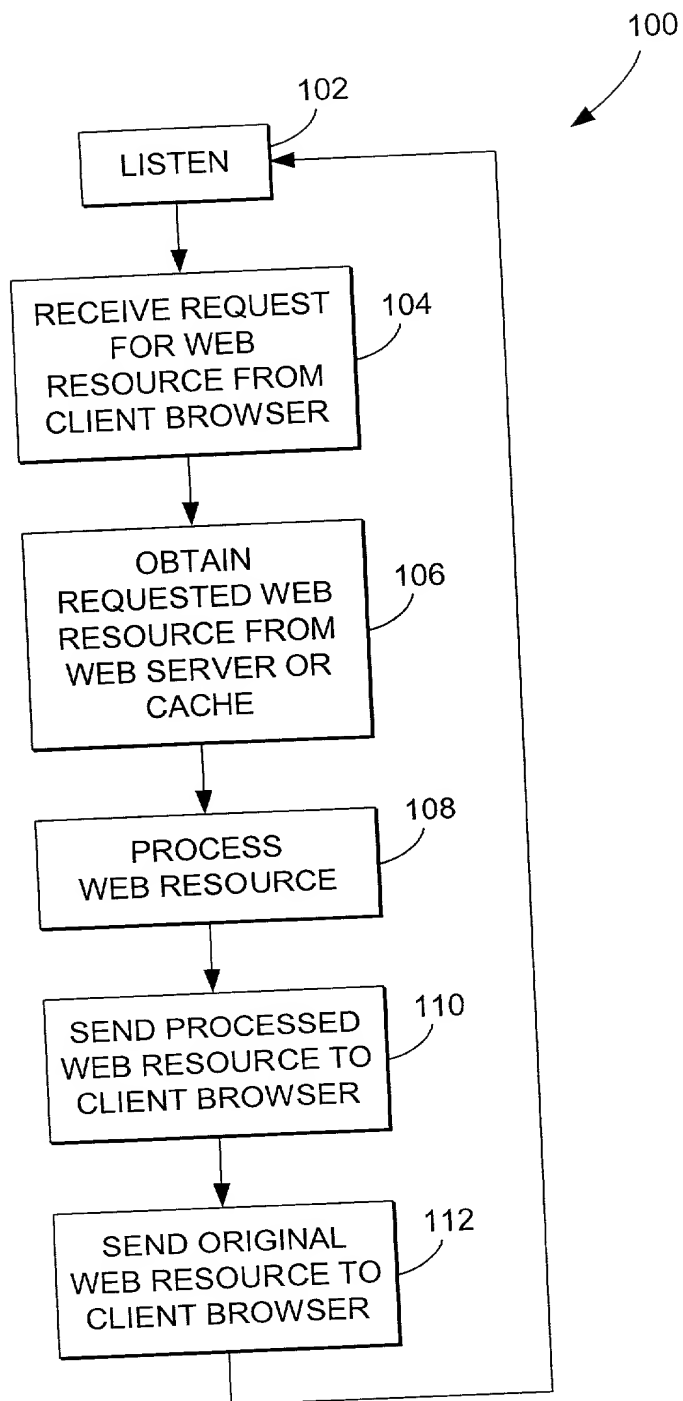 100
102
LISTEN
RECEIVE REQUEST
FOR WEB
RESOURCE FROM
CLIENT BROWSER
104
OBTAIN
REQUESTED WEB
RESOURCE FROM
WEB SERVER OR
CACHE
106
PROCESS
WEB RESOURCE
108
SEND PROCESSED
WEB RESOURCE TO
CLIENT BROWSER
110
SEND ORIGINAL
WEB RESOURCE TO
CLIENT BROWSER
112